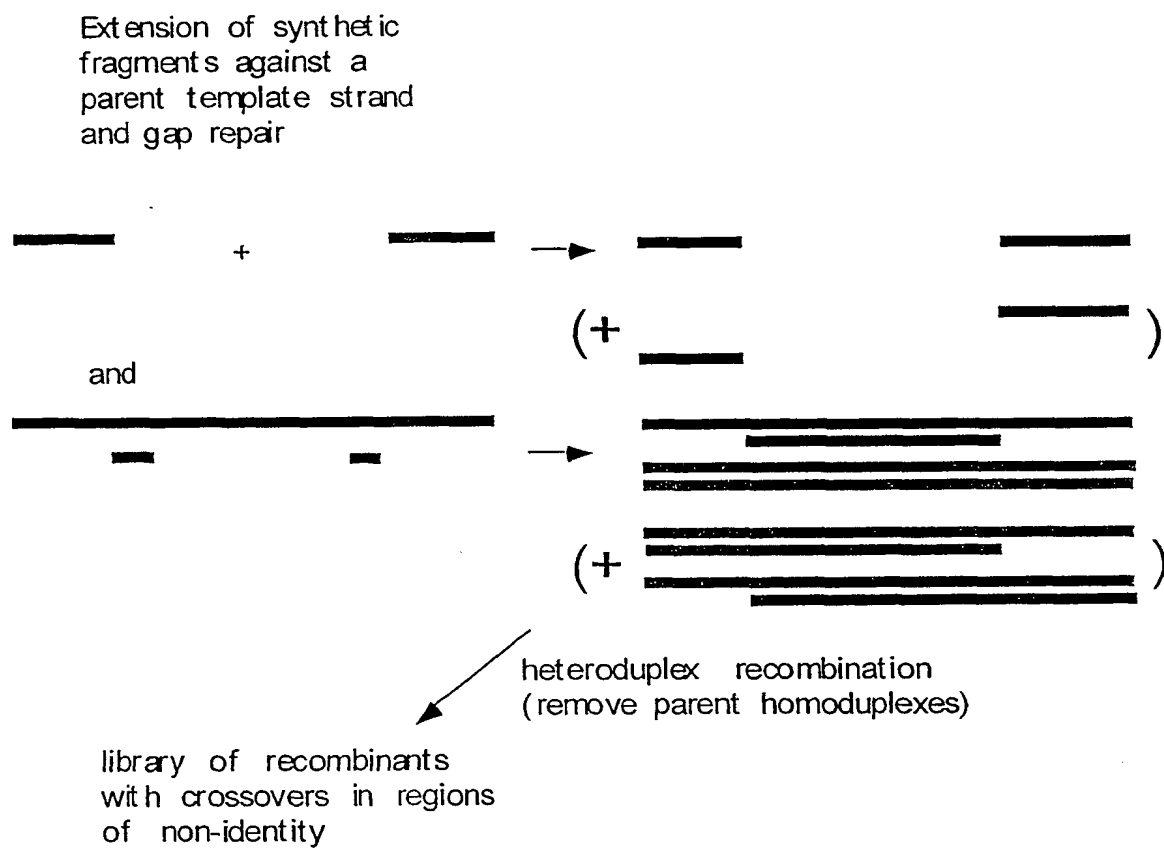 Extension of synthetic
fragments against a
parent template strand
and gap repair
+
(+ )
and
(+ )
heteroduplex recombination
(remove parent homoduplexes)
library of recombinants
with crossovers in regions
of non-identity